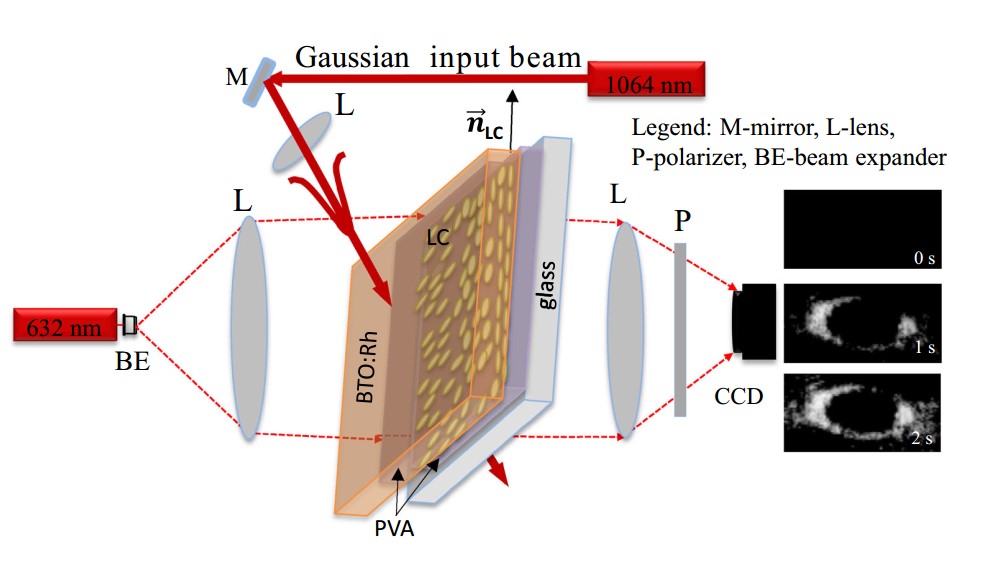 Gaussian input beam
M
1064 nm
L
n⃗LC
Legend: M-mirror, L-lens,
P-polarizer, BE-beam expander
L
L
P
LC
0 s
glass
632 nm
BE
BTO:Rh
1 s
CCD
2 s
PVA